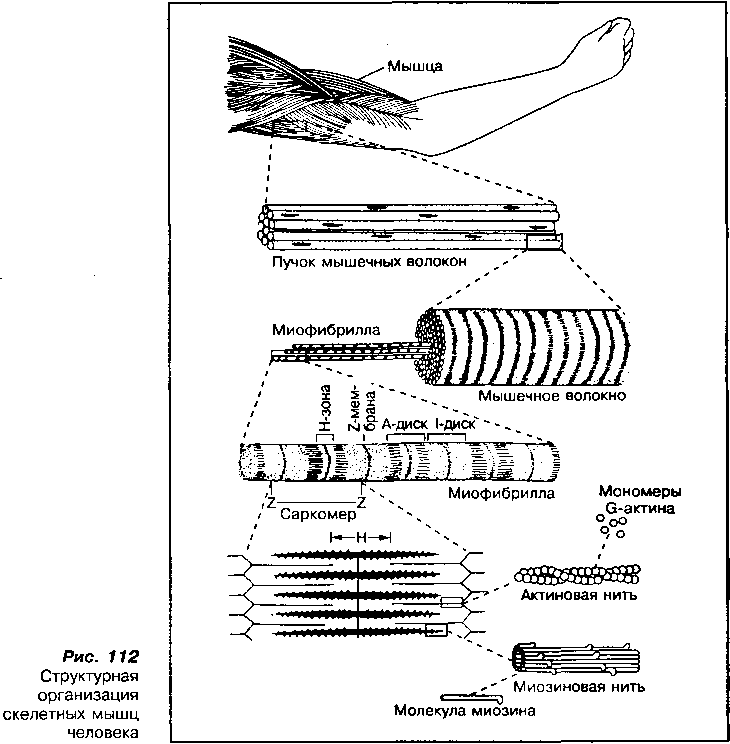 Мышца
Пучок мышечных волокон
Миофибрилла
Мышечное волокно
H-зона
Z-мем-
брана
А-диск
I-диск
Миофибрилла
Z
Z
Саркомер
H
Мономеры
G-актина
Актиновая нить
Миозиновая нить
Молекула миозина
Рис. 112
Структурная
организация
скелетных мышц
человека